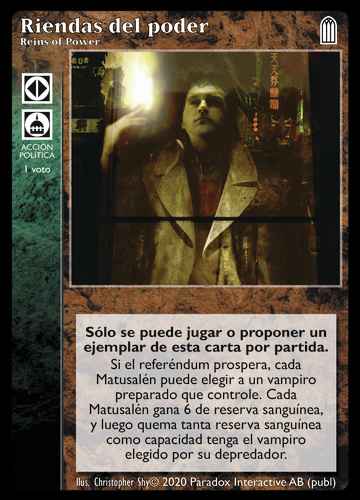 Riendas del poder
Reins of Power
ACCIÓN
POLÍTICA
1 voto
Sólo se puede jugar o proponer un
ejemplar de esta carta por partida.
Si el referéndum prospera, cada
Matusalén puede elegir a un vampiro
preparado que controle. Cada
Matusalén gana 6 de reserva sanguínea,
y luego quema tanta reserva sanguínea
como capacidad tenga el vampiro
elegido por su depredador.
Ilus. Christopher Shy© 2020 Paradox Interactive AB (publ)